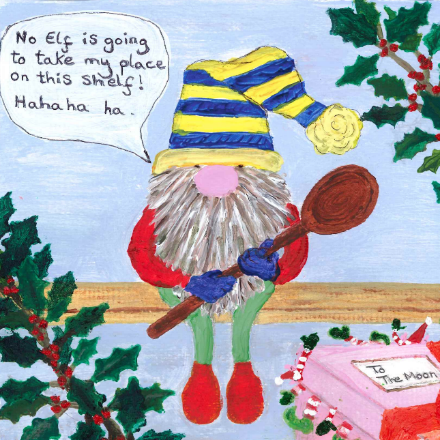 No Elf is going
to take my place
on this shelf!
Hahaha ha.
To
The Moon